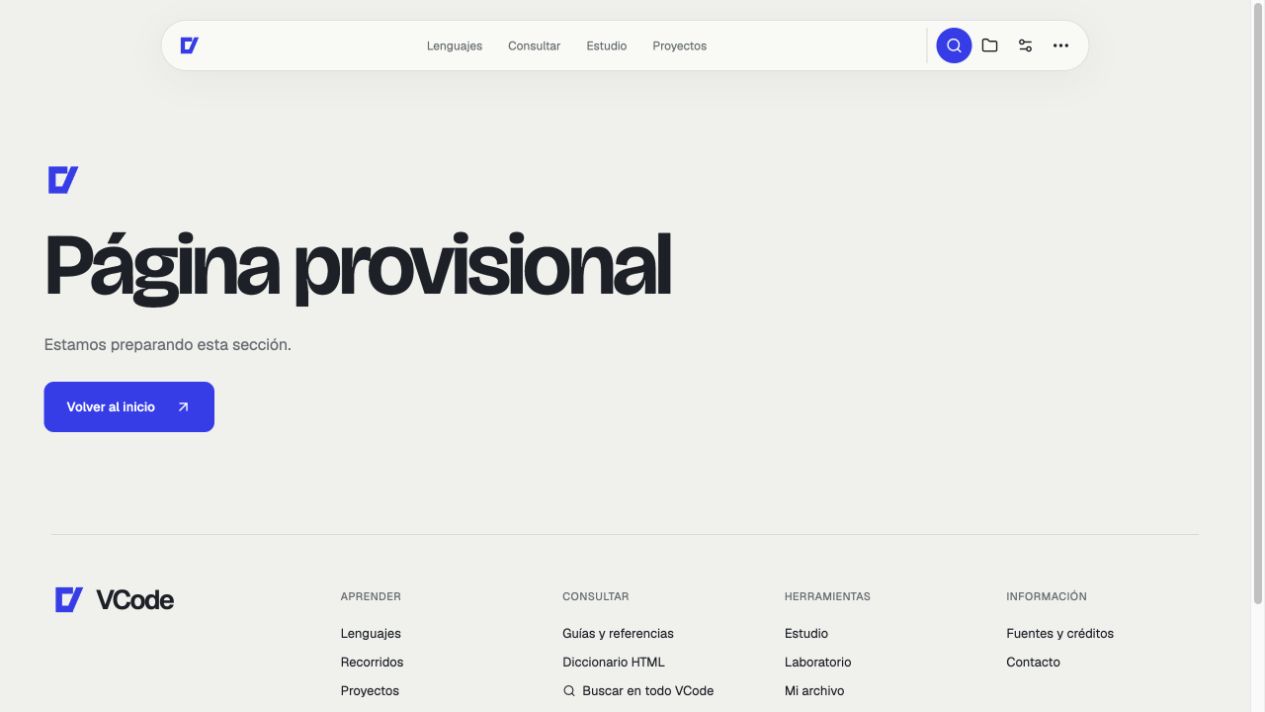 Lenguajes Consultar Estudio Proyectos
Página provisional
Estamos preparando esta sección.
Volver al inicio
VCode
APRENDER
Lenguajes
Recorridos
Proyectos
CONSULTAR
Guías y referencias
Diccionario HTML
Buscar en todo VCode
HERRAMIENTAS
Estudio
Laboratorio
Mi archivo
INFORMACIÓN
Fuentes y créditos
Contacto